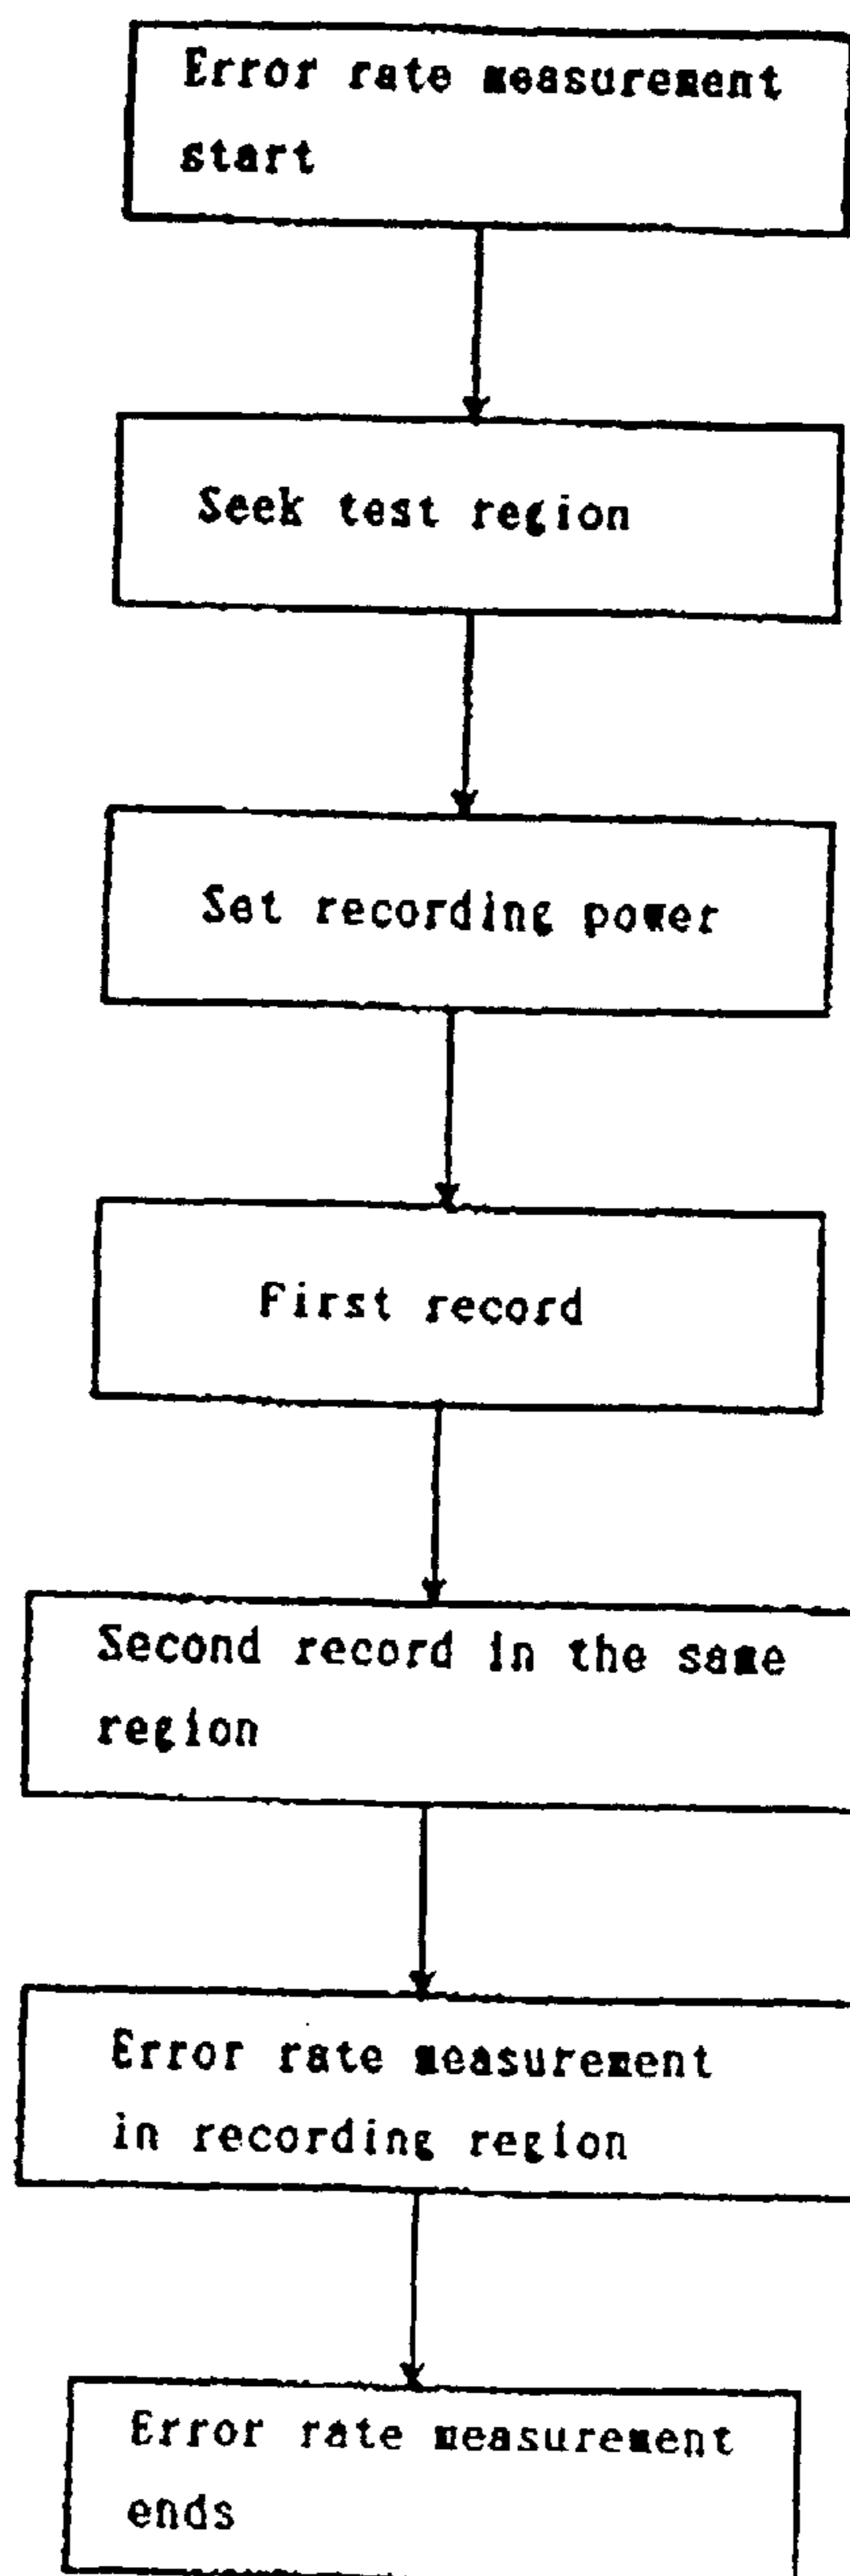 Error rate measurement
start
Seek test region
Set recording power
First record
Second record in the same
region
Error rate measurement
in recording region
Error rate measurement
ends